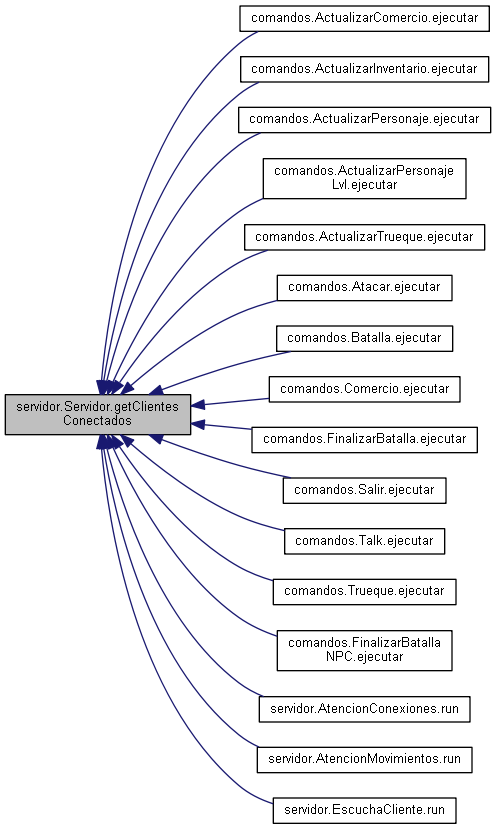 comandos.ActualizarComercio.ejecutar
comandos.ActualizarInventario.ejecutar
comandos.ActualizarPersonaje.ejecutar
comandos.ActualizarPersonaje
Lvl.ejecutar
comandos.ActualizarTrueque.ejecutar
comandos.Atacar.ejecutar
comandos.Batalla.ejecutar
comandos.Comercio.ejecutar
servidor.Servidor.getClientes
Conectados
comandos.FinalizarBatalla.ejecutar
comandos.Salir.ejecutar
comandos.Talk.ejecutar
comandos.Trueque.ejecutar
comandos.FinalizarBatalla
NPC.ejecutar
servidor.AtencionConexiones.run
servidor.AtencionMovimientos.run
servidor.EscuchaCliente.run